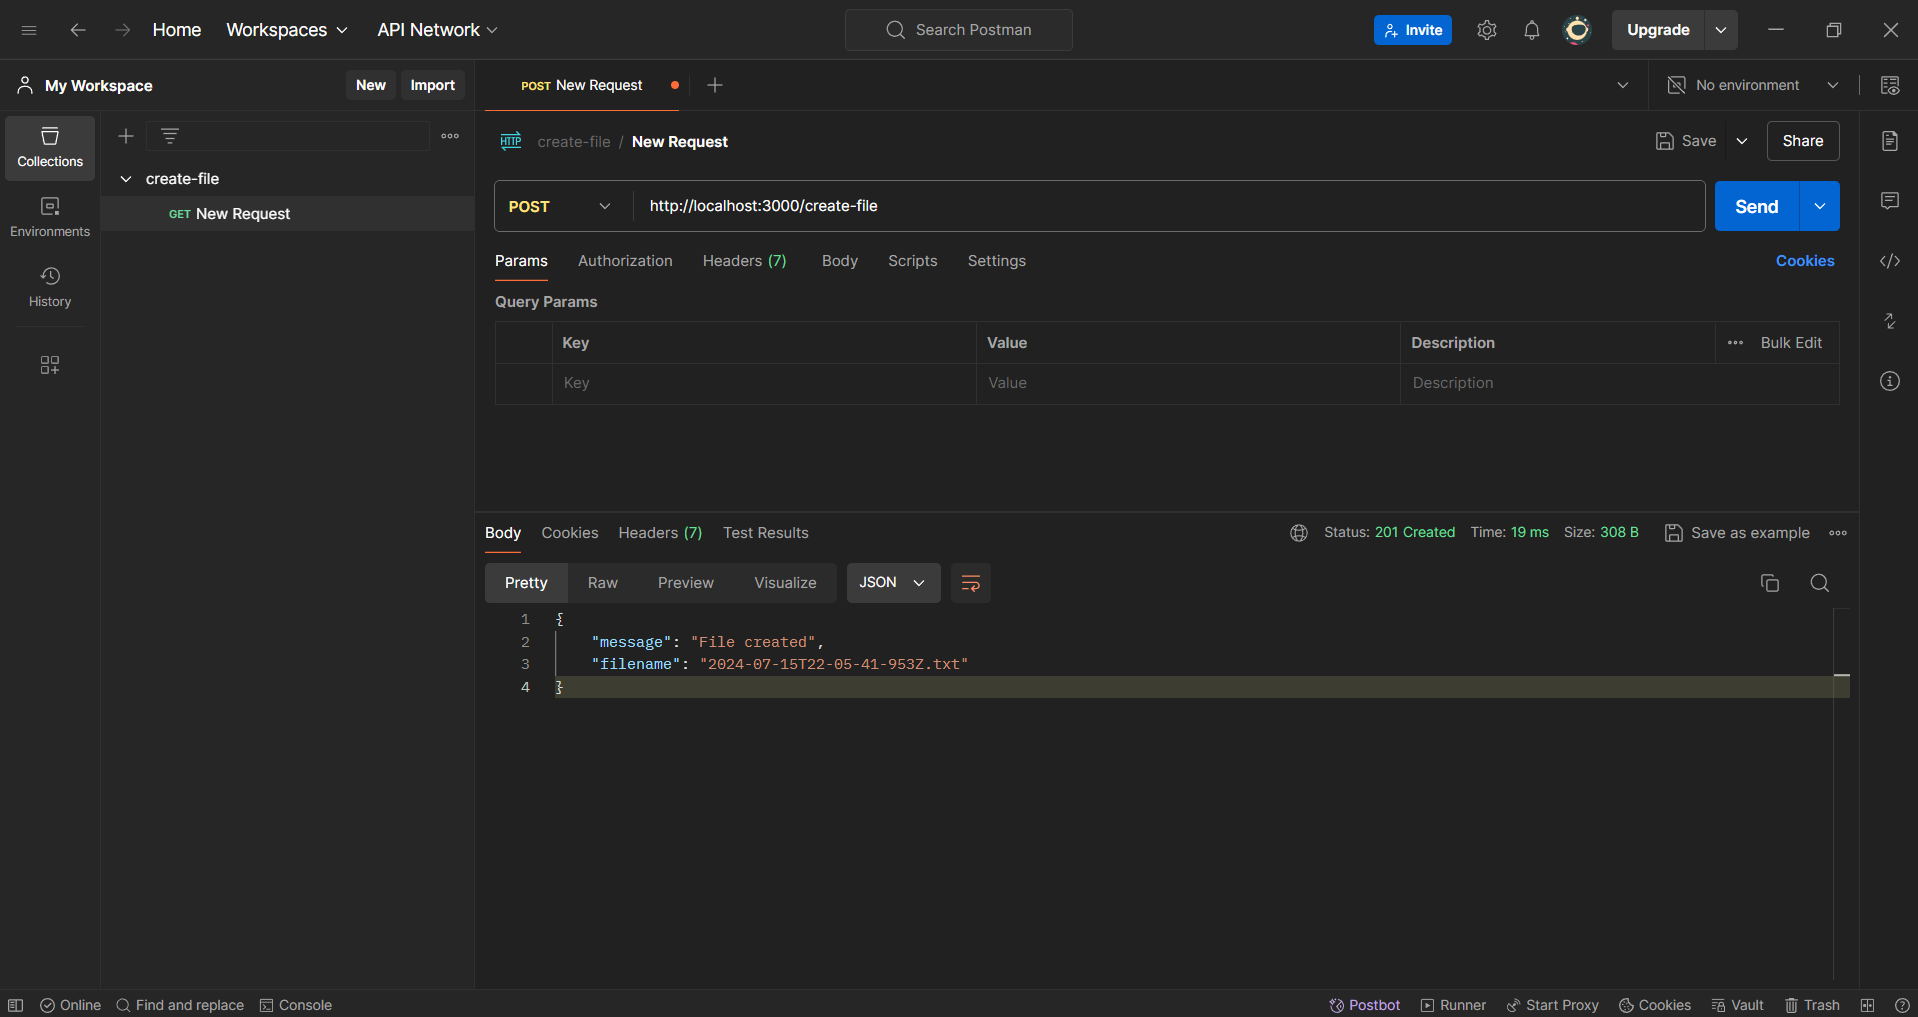 Home Workspaces API Network Search Postman Invite Upgrade
My Workspace New Import POST New Request No environment
Collections
Environments
History
create-file
GET New Request
HTTP create-file / New Request Save Share
POST http://localhost:3000/create-file Send
Params Authorization Headers (7) Body Scripts Settings Cookies
Query Params
Key Value Description Bulk Edit
Key Value Description
Body Cookies Headers (7) Test Results Status: 201 Created Time: 19 ms Size: 308 B Save as example
Pretty Raw Preview Visualize JSON
1 {
2 "message": "File created",
3 "filename": "2024-07-15T22-05-41-953Z.txt"
4 }
Online Find and replace Console Postbot Runner Start Proxy Cookies Vault Trash